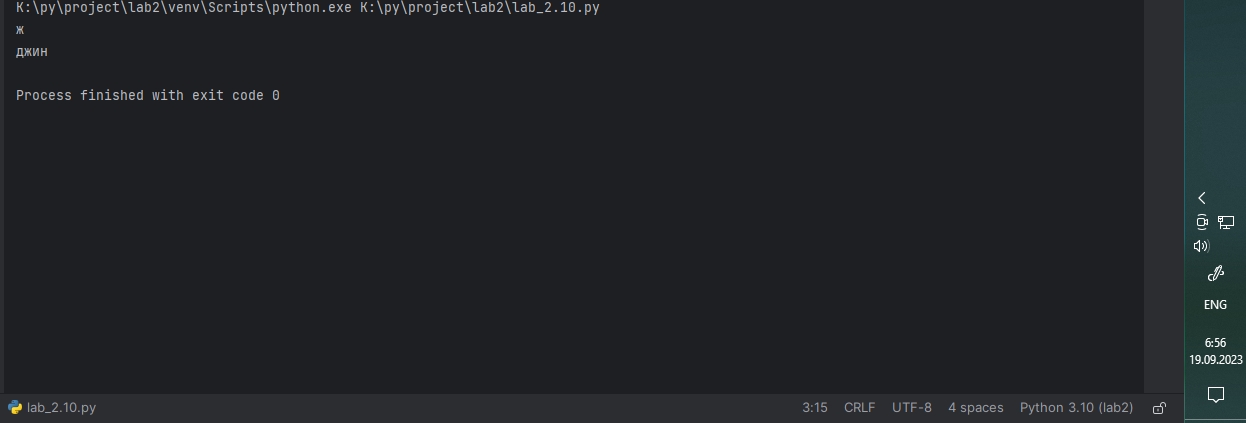 K:\py\project\lab2\venv\Scripts\python.exe K:\py\project\lab2\lab_2.10.py
ж
джин
Process finished with exit code 0
ENG
6:56
19.09.2023
lab_2.10.py 3:15 CRLF UTF-8 4 spaces Python 3.10 (lab2)